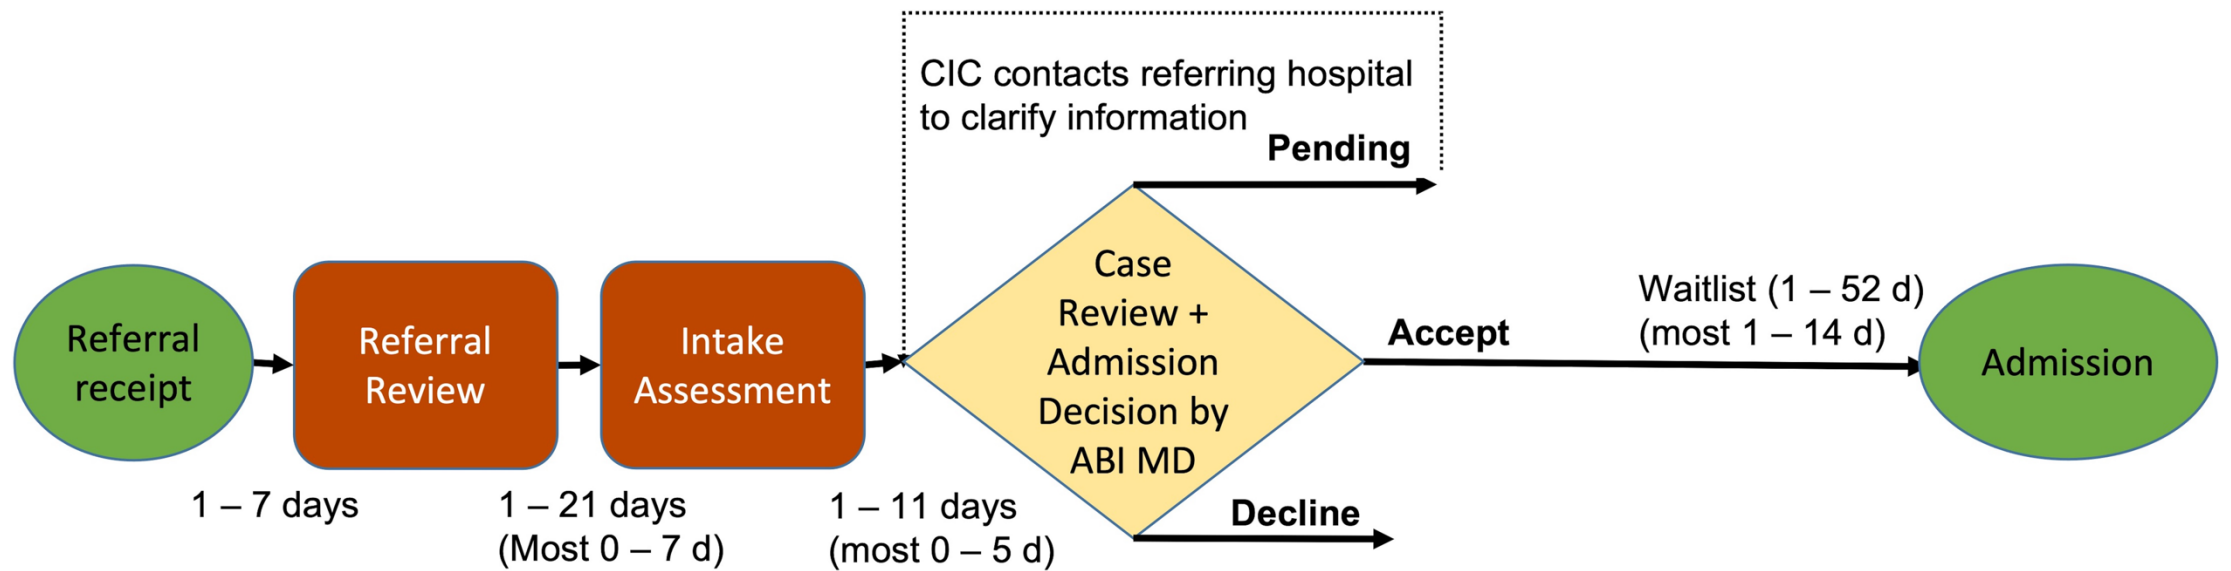 CIC contacts referring hospital
to clarify information
Pending
Referral
receipt
Referral
Review
Intake
Assessment
Case
Review +
Admission
Decision by
ABI MD
Accept
Waitlist (1 – 52 d)
(most 1 – 14 d)
Admission
1 – 7 days
1 – 21 days
(Most 0 – 7 d)
1 – 11 days
(most 0 – 5 d)
Decline